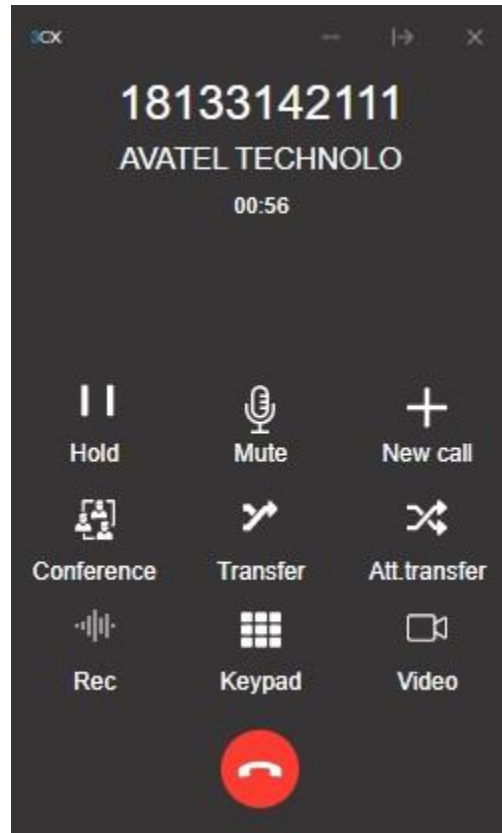 3CX
18133142111
AVATEL TECHNOLO
00:56
Hold Mute New call
Conference Transfer Att.transfer
Rec Keypad Video